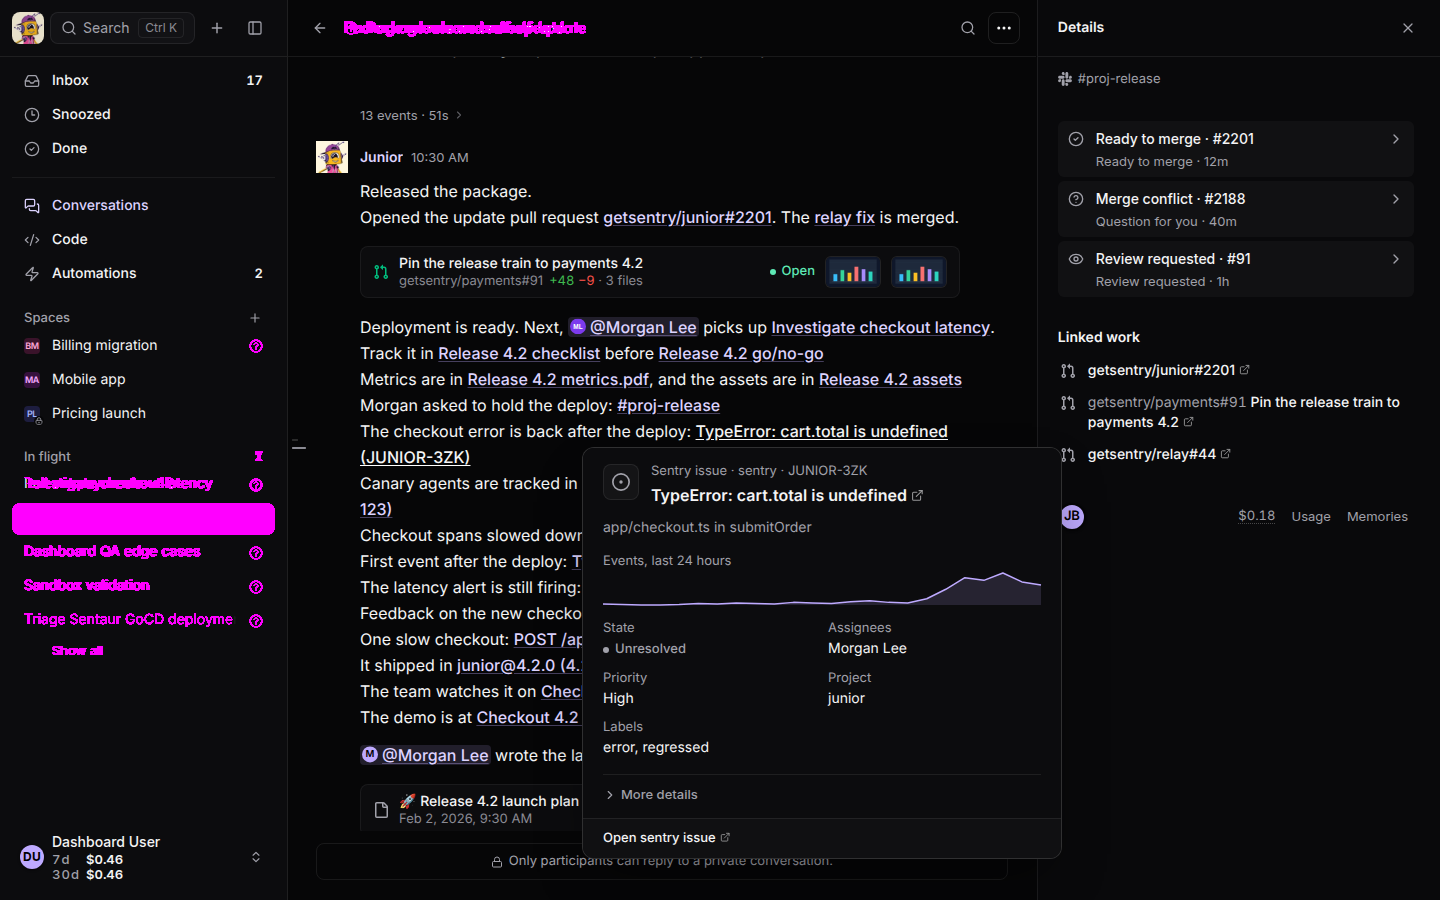 Search Ctrl K
Inbox 17
Snoozed
Done
Conversations
Code
Automations 2
Spaces
BM Billing migration
MA Mobile app
PL Pricing launch
In flight
Dashboard QA edge cases
Sandbox validation
Triage Sentaur GoCD deployme
Show all
DU Dashboard User
7d $0.46
30d $0.46
13 events · 51s
Junior 10:30 AM
Released the package.
Opened the update pull request getsentry/junior#2201. The relay fix is merged.
Pin the release train to payments 4.2
getsentry/payments#91 +48 −9 · 3 files
Open
Deployment is ready. Next, ML @Morgan Lee picks up Investigate checkout latency.
Track it in Release 4.2 checklist before Release 4.2 go/no-go
Metrics are in Release 4.2 metrics.pdf, and the assets are in Release 4.2 assets
Morgan asked to hold the deploy: #proj-release
The checkout error is back after the deploy: TypeError: cart.total is undefined
(JUNIOR-3ZK)
Canary agents are tracked in
123)
Checkout spans slowed down
First event after the deploy: T
The latency alert is still firing:
Feedback on the new checko
One slow checkout: POST /ap
It shipped in junior@4.2.0 (4.
The team watches it on Chec
The demo is at Checkout 4.2
M @Morgan Lee wrote the la
🚀 Release 4.2 launch plan
Feb 2, 2026, 9:30 AM
Only participants can reply to a private conversation.
Sentry issue · sentry · JUNIOR-3ZK
TypeError: cart.total is undefined
app/checkout.ts in submitOrder
Events, last 24 hours
State Assignees
Unresolved Morgan Lee
Priority Project
High junior
Labels
error, regressed
More details
Open sentry issue
Details
#proj-release
Ready to merge · #2201
Ready to merge · 12m
Merge conflict · #2188
Question for you · 40m
Review requested · #91
Review requested · 1h
Linked work
getsentry/junior#2201
getsentry/payments#91 Pin the release train to
payments 4.2
getsentry/relay#44
JB $0.18 Usage Memories